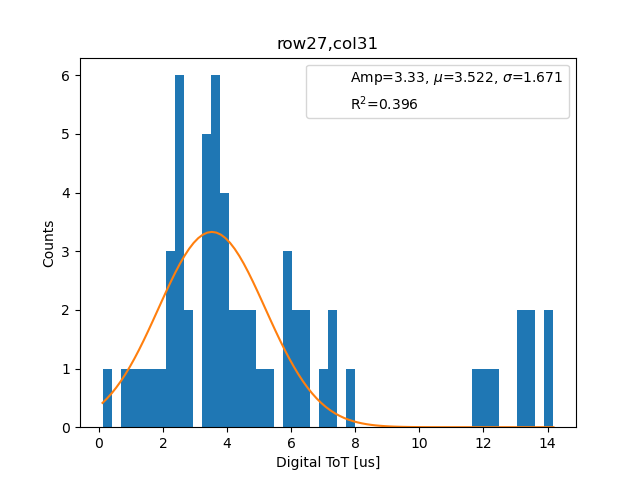 row27,col31
Amp=3.33, μ=3.522, σ=1.671
R²=0.396
Counts
6
5
4
3
2
1
0
0 2 4 6 8 10 12 14
Digital ToT [us]